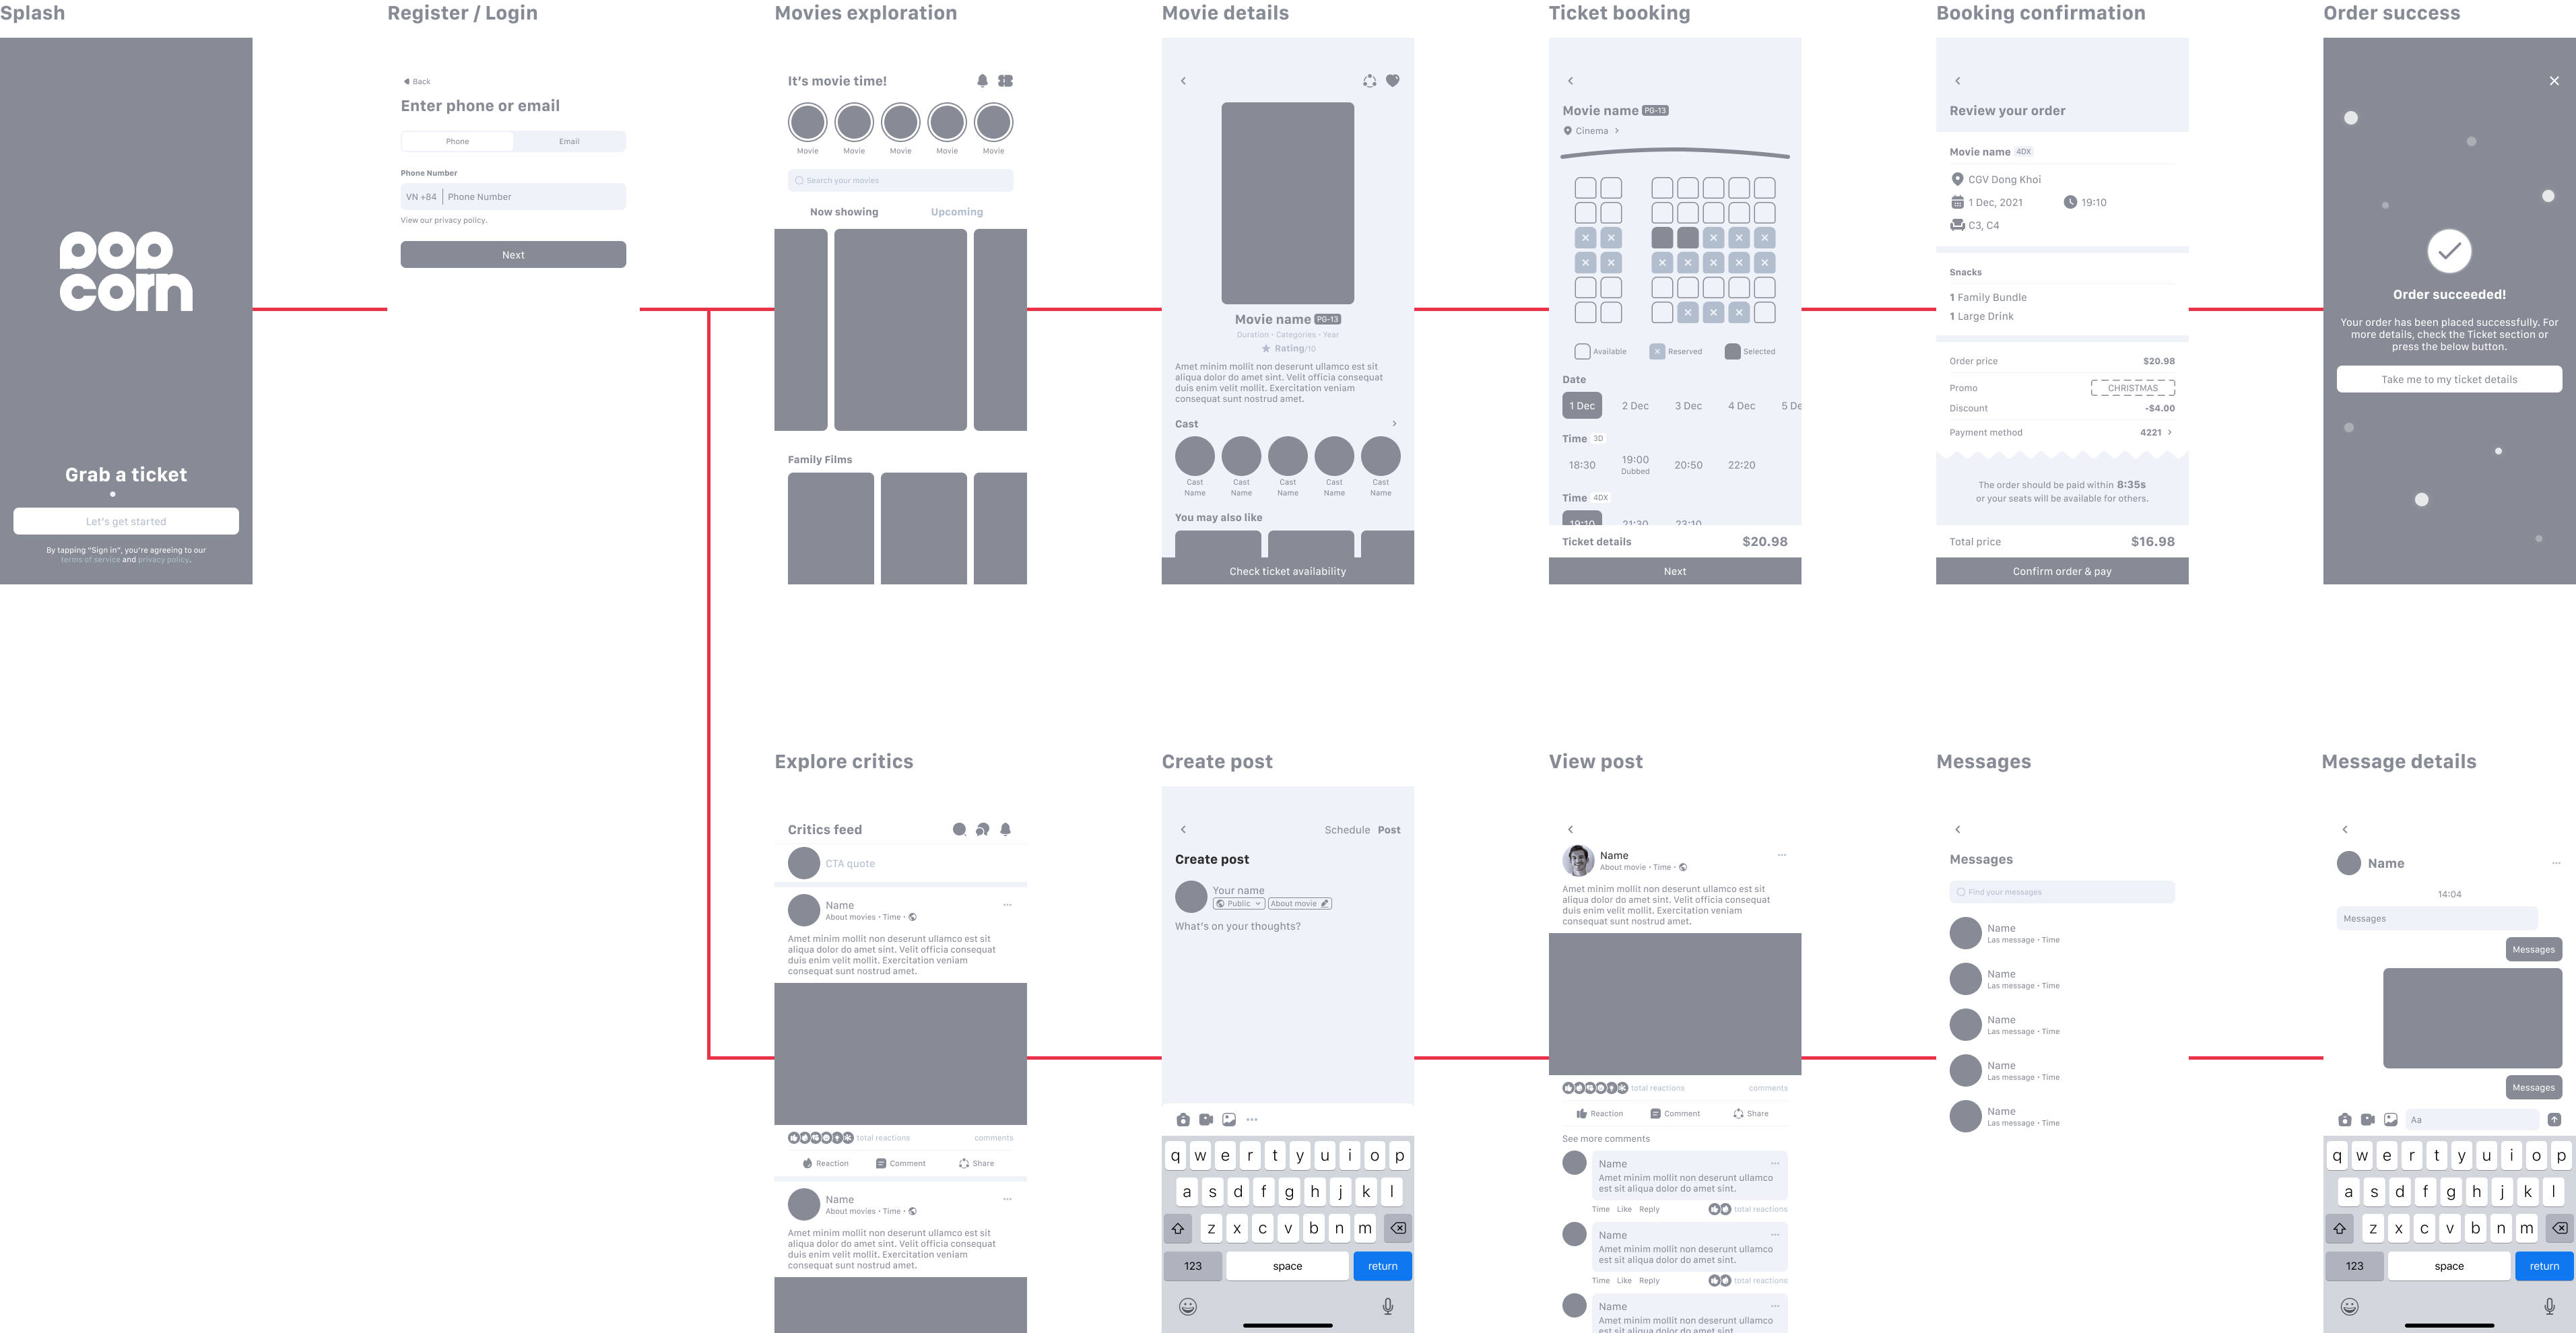 Splash
pop
corn
Grab a ticket
Let's get started
By tapping “Sign in”, you’re agreeing to our
terms of service and privacy policy.
Register / Login
Back
Enter phone or email
Phone
Email
Phone Number
VN +84
Phone Number
View our privacy policy.
Next
Movies exploration
It’s movie time!
Movie
Movie
Movie
Movie
Movie
Search your movies
Now showing
Upcoming
Family Films
Movie details
Movie name PG-13
Duration • Categories • Year
Rating/10
Amet minim mollit non deserunt ullamco est sit
aliqua dolor do amet sint. Velit officia consequat
duis enim velit mollit. Exercitation veniam
consequat sunt nostrud amet.
Cast
Cast
Name
Cast
Name
Cast
Name
Cast
Name
Cast
Name
You may also like
Check ticket availability
Ticket booking
Movie name PG-13
Cinema
Available
Reserved
Selected
Date
1 Dec
2 Dec
3 Dec
4 Dec
5 De
Time 3D
18:30
19:00
Dubbed
20:50
22:20
Time 4DX
19:10
21:30
23:10
Ticket details
$20.98
Next
Booking confirmation
Review your order
Movie name 4DX
CGV Dong Khoi
1 Dec, 2021
19:10
C3, C4
Snacks
1 Family Bundle
1 Large Drink
Order price
$20.98
Promo
CHRISTMAS
Discount
-$4.00
Payment method
4221
The order should be paid within 8:35s
or your seats will be available for others.
Total price
$16.98
Confirm order & pay
Order success
Order succeeded!
Your order has been placed successfully. For
more details, check the Ticket section or
press the below button.
Take me to my ticket details
Explore critics
Critics feed
CTA quote
Name
About movies • Time •
Amet minim mollit non deserunt ullamco est sit
aliqua dolor do amet sint. Velit officia consequat
duis enim velit mollit. Exercitation veniam
consequat sunt nostrud amet.
total reactions
comments
Reaction
Comment
Share
Name
About movies • Time •
Amet minim mollit non deserunt ullamco est sit
aliqua dolor do amet sint. Velit officia consequat
duis enim velit mollit. Exercitation veniam
consequat sunt nostrud amet.
Create post
Schedule
Post
Create post
Your name
Public
About movie
What’s on your thoughts?
q w e r t y u i o p
a s d f g h j k l
z x c v b n m
123
space
return
View post
Name
About movie • Time •
Amet minim mollit non deserunt ullamco est sit
aliqua dolor do amet sint. Velit officia consequat
duis enim velit mollit. Exercitation veniam
consequat sunt nostrud amet.
total reactions
comments
Reaction
Comment
Share
See more comments
Name
Amet minim mollit non deserunt ullamco
est sit aliqua dolor do amet sint.
Time Like Reply
total reactions
Name
Amet minim mollit non deserunt ullamco
est sit aliqua dolor do amet sint.
Time Like Reply
total reactions
Name
Amet minim mollit non deserunt ullamco
est sit aliqua dolor do amet sint.
Messages
Messages
Find your messages
Name
Las message • Time
Name
Las message • Time
Name
Las message • Time
Name
Las message • Time
Name
Las message • Time
Message details
Name
14:04
Messages
Messages
Messages
Aa
q w e r t y u i o p
a s d f g h j k l
z x c v b n m
123
space
return